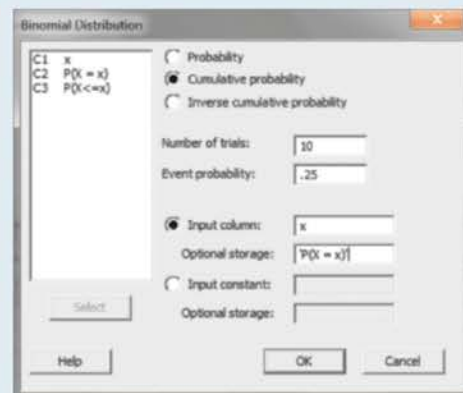 Binomial Distribution
C1 x
C2 P(X = x)
C3 P(X<=x)
Probability
Cumulative probability
Inverse cumulative probability
Number of trials: 10
Event probability: .25
Input column: x
Optional storage: 'P(X = x)'
Input constant:
Optional storage:
Select
Help
OK
Cancel